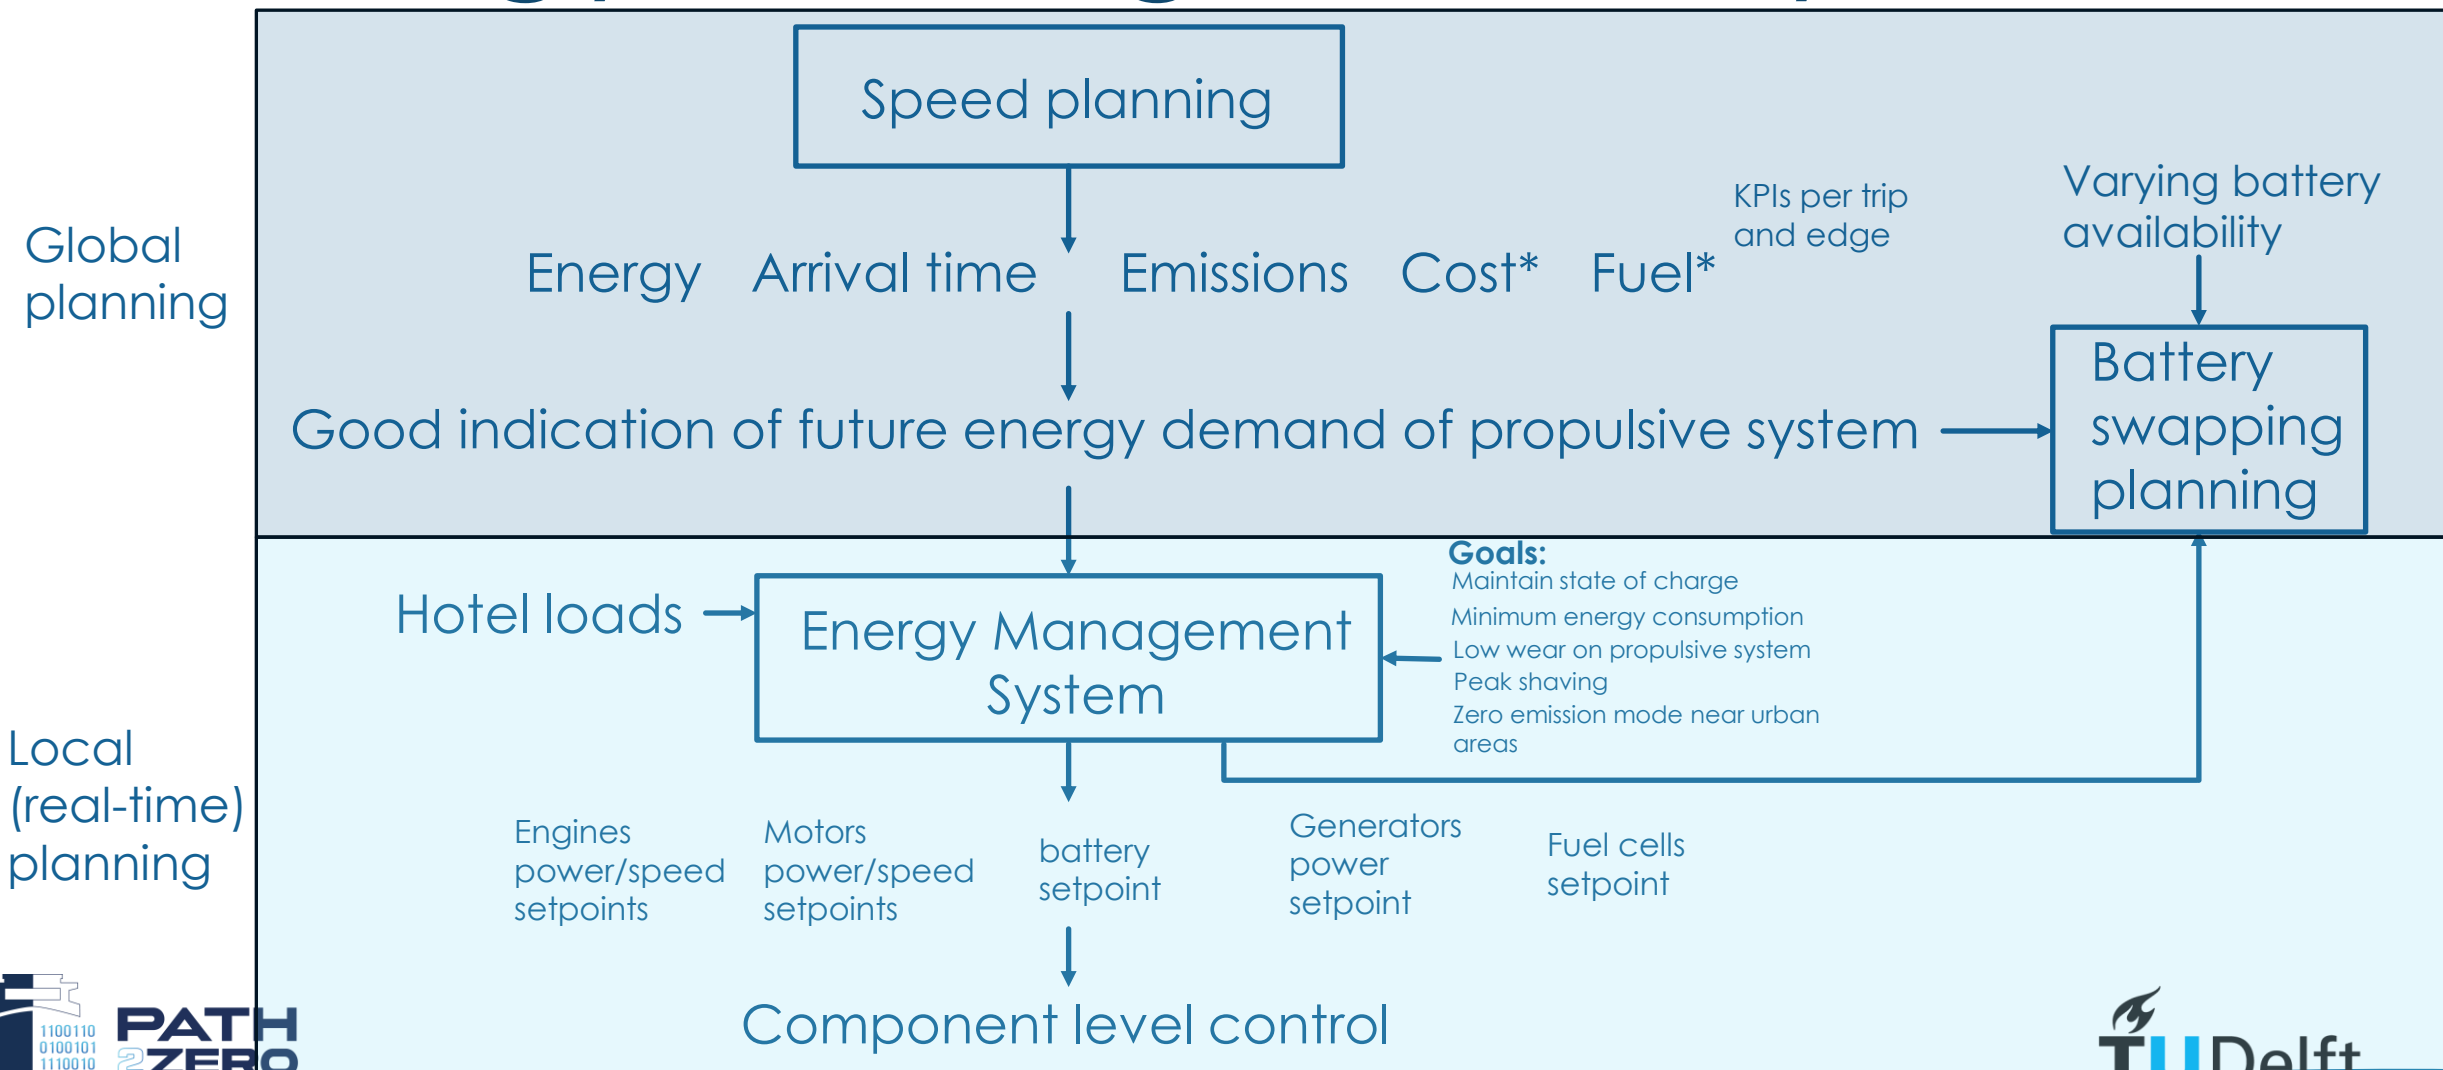 Speed planning
KPIs per trip
and edge
Varying battery
availability
Global
planning
Energy Arrival time Emissions Cost* Fuel*
Battery
swapping
planning
Good indication of future energy demand of propulsive system
Goals:
Maintain state of charge
Minimum energy consumption
Low wear on propulsive system
Peak shaving
Zero emission mode near urban
areas
Hotel loads
Energy Management
System
Local
(real-time)
planning
Engines
power/speed
setpoints
Motors
power/speed
setpoints
battery
setpoint
Generators
power
setpoint
Fuel cells
setpoint
Component level control
1100110
0100101
1110010
PATH
2ZERO
TU Delft